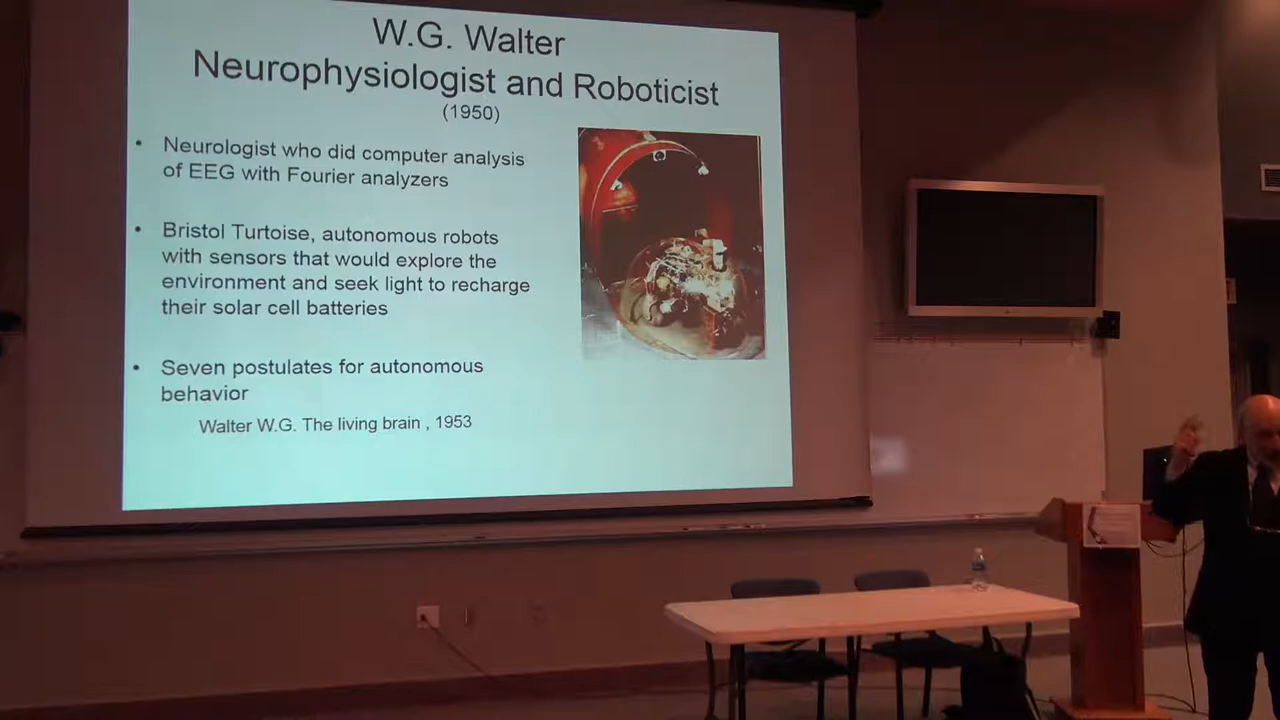 W.G. Walter
Neurophysiologist and Roboticist
(1950)
• Neurologist who did computer analysis
of EEG with Fourier analyzers
• Bristol Turtoise, autonomous robots
with sensors that would explore the
environment and seek light to recharge
their solar cell batteries
• Seven postulates for autonomous
behavior
Walter W.G. The living brain , 1953